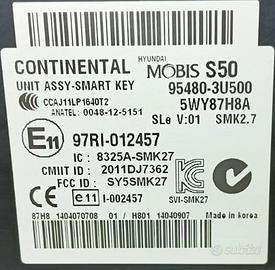 CONTINENTAL
HYUNDAI
MOBIS S50
UNIT ASSY-SMART KEY
95480-3U500
CCAJ11LP1640T2
5WY87H8A
ANATEL : 0048-12-5151
SLe V:01 SMK2.7
E11
97RI-012457
IC : 8325A-SMK27
CMIIT ID : 2011DJ7362
FCC ID : SY5SMK27
e11 I-002457
SVI-SMK27
87H8 1404070708 01 / H801 14040907
Made in korea
subito